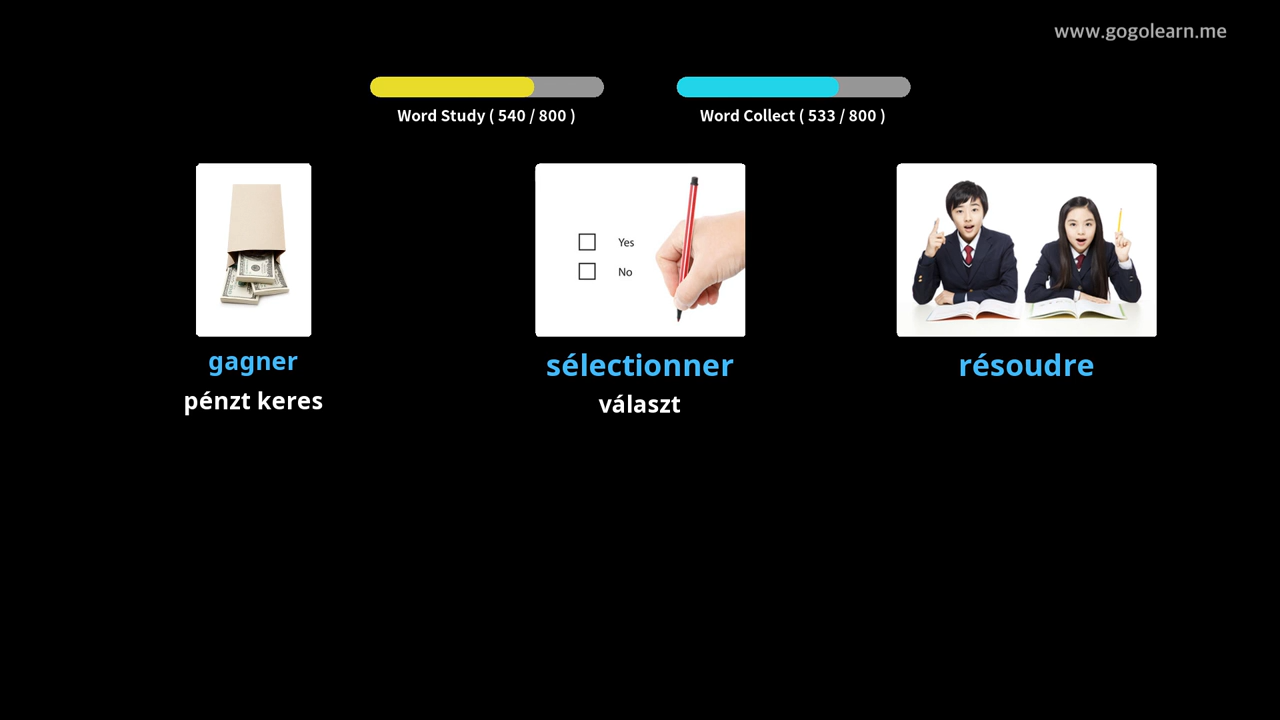 www.gogolearn.me
Word Study ( 540 / 800 )
Word Collect ( 533 / 800 )
Yes
No
gagner
pénzt keres
sélectionner
választ
résoudre